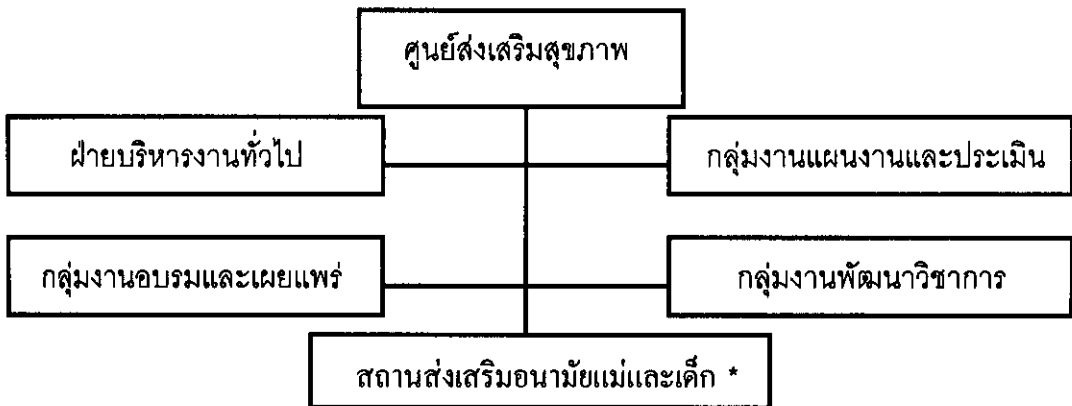 ศูนย์ส่งเสริมสุขภาพ
ฝ่ายบริหารงานทั่วไป
กลุ่มงานแผนงานและประเมิน
กลุ่มงานอบรมและเผยแพร่
กลุ่มงานพัฒนาวิชาการ
สถานส่งเสริมอนามัยแม่และเด็ก *